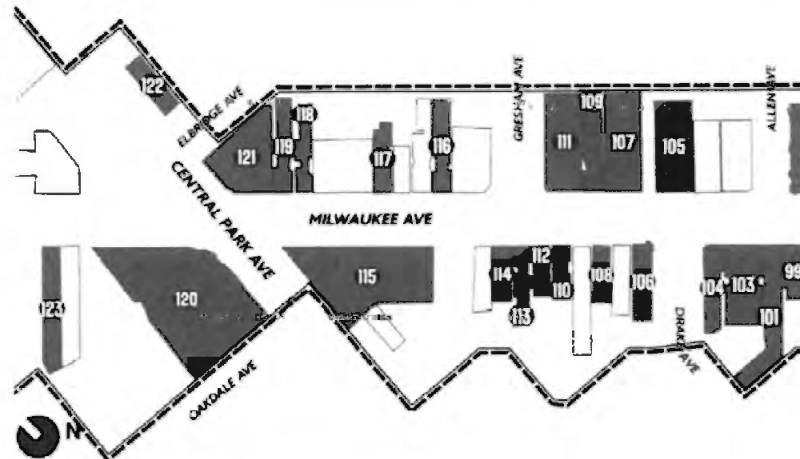 122
ELBRIDGE AVE
121
119
118
117
116
GRESHAM AVE
111
109
107
105
ALLEN AVE
CENTRAL PARK AVE
MILWAUKEE AVE
123
120
115
114
113
112
110
108
106
DRAKE AVE
104
103
101
99
OAKDALE AVE
N